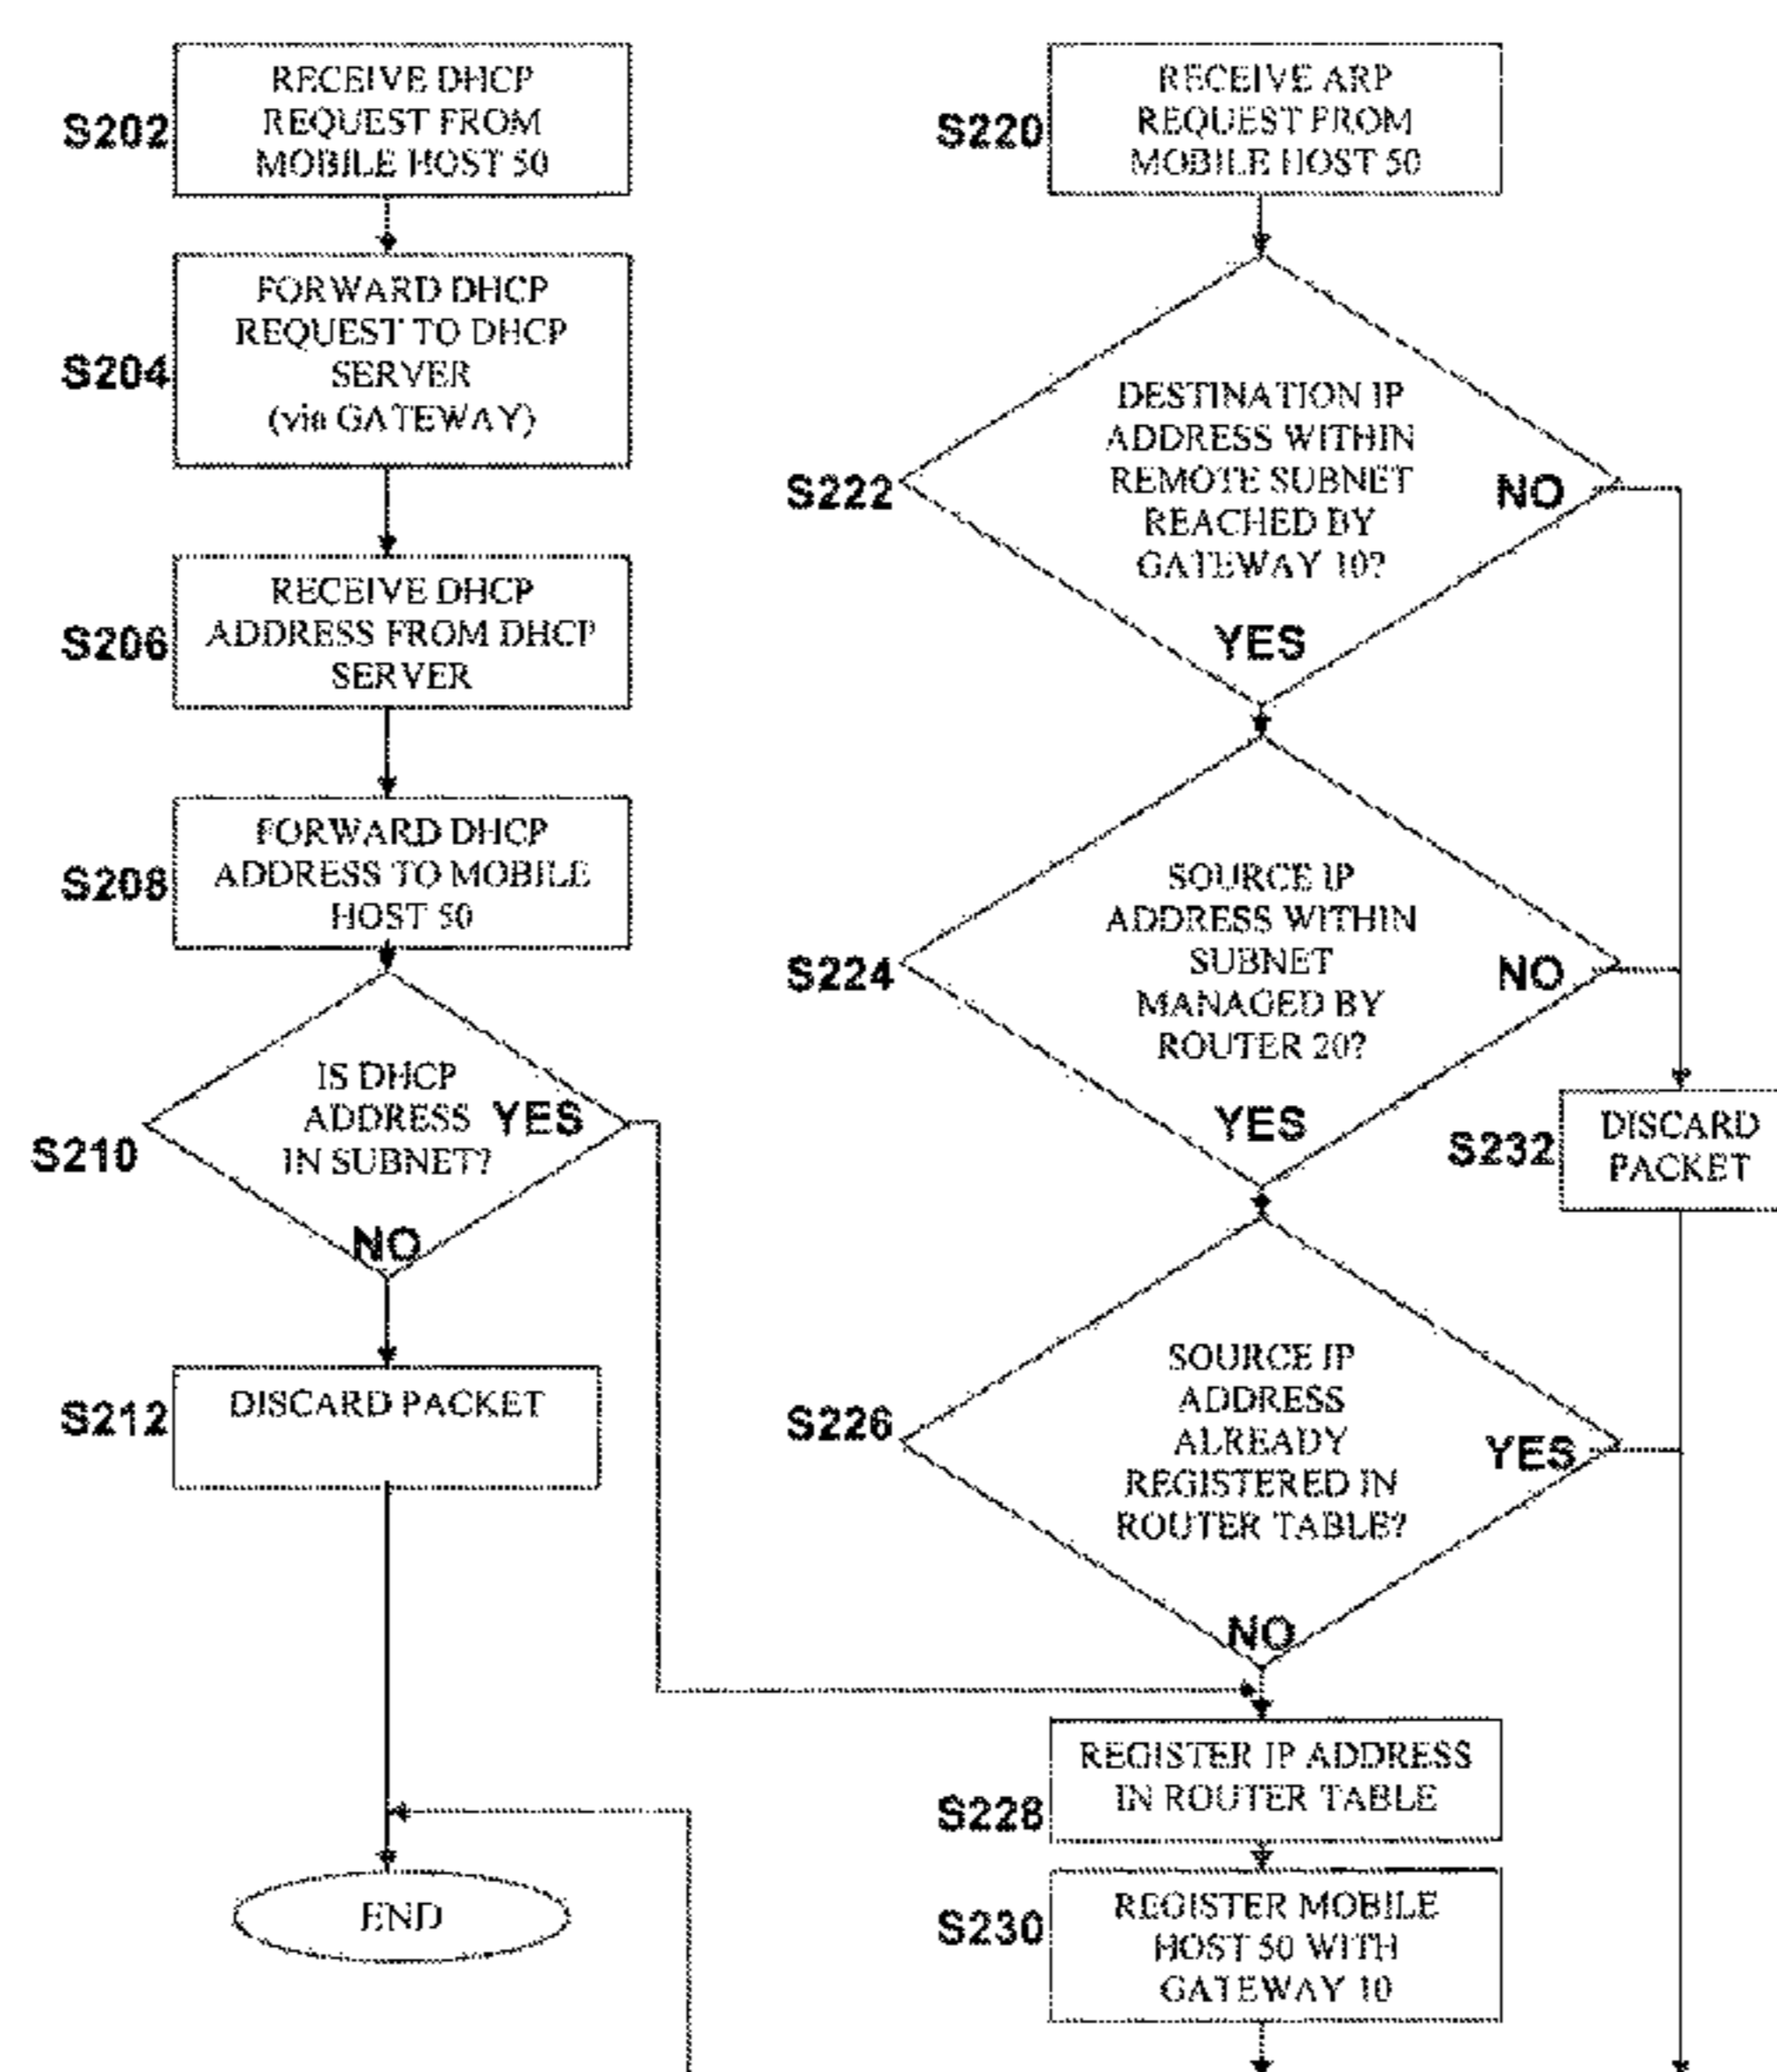 S202
RECEIVE DHCP
REQUEST FROM
MOBILE HOST 50
S204
FORWARD DHCP
REQUEST TO DHCP
SERVER
(via GATEWAY)
S206
RECEIVE DHCP
ADDRESS FROM DHCP
SERVER
S208
FORWARD DHCP
ADDRESS TO MOBILE
HOST 50
S210
IS DHCP
ADDRESS
IN SUBNET?
YES
NO
S212
DISCARD PACKET
END
S220
RECEIVE ARP
REQUEST FROM
MOBILE HOST 50
S222
DESTINATION IP
ADDRESS WITHIN
REMOTE SUBNET
REACHED BY
GATEWAY 10?
NO
YES
S224
SOURCE IP
ADDRESS WITHIN
SUBNET
MANAGED BY
ROUTER 20?
NO
YES
S232
DISCARD
PACKET
S226
SOURCE IP
ADDRESS
ALREADY
REGISTERED IN
ROUTER TABLE?
YES
NO
S228
REGISTER IP ADDRESS
IN ROUTER TABLE
S230
REGISTER MOBILE
HOST 50 WITH
GATEWAY 10